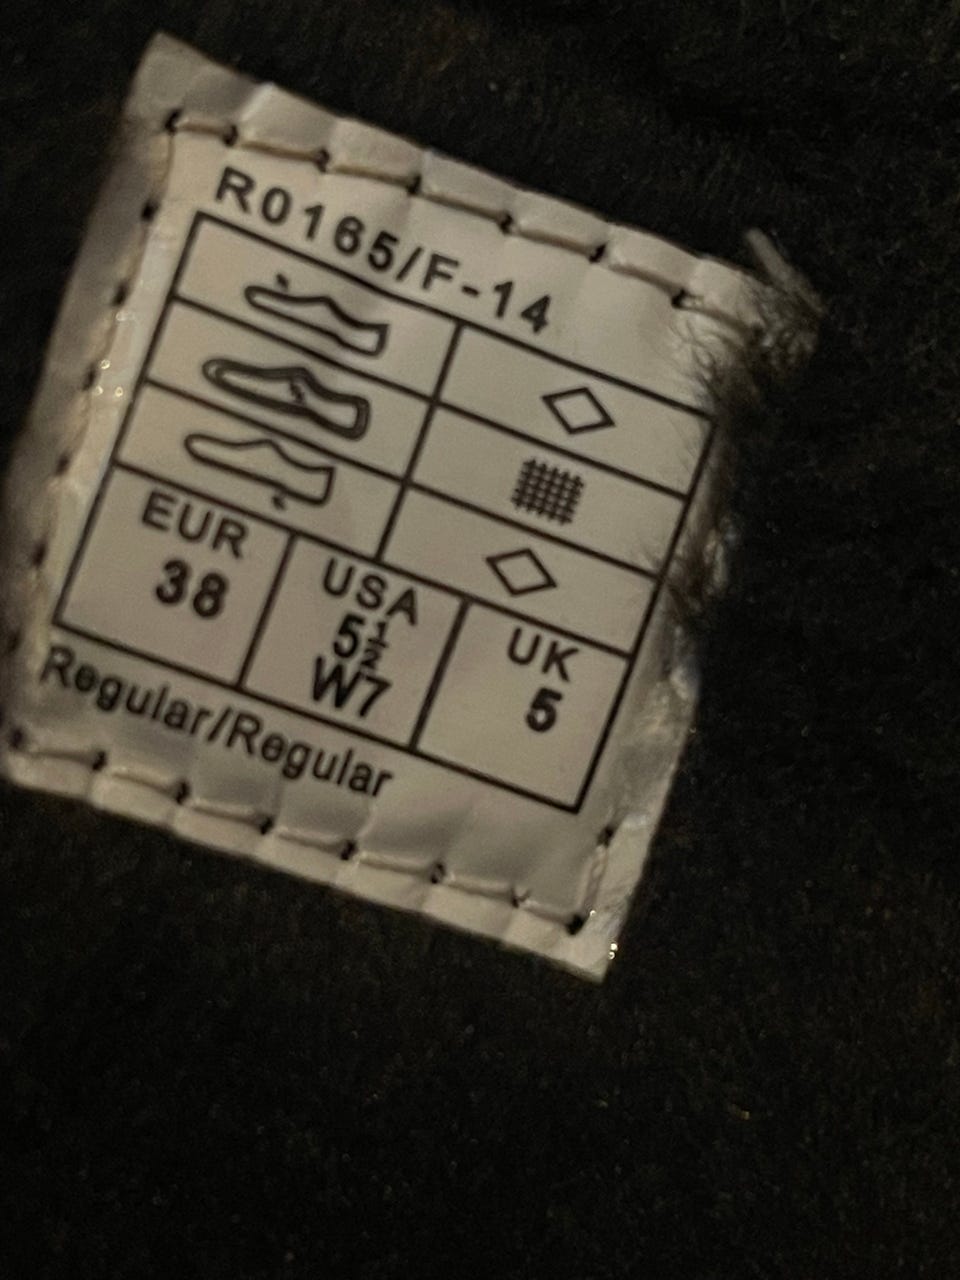 R0165/F-14
EUR
38
USA
5½
W7
UK
5
Regular/Regular